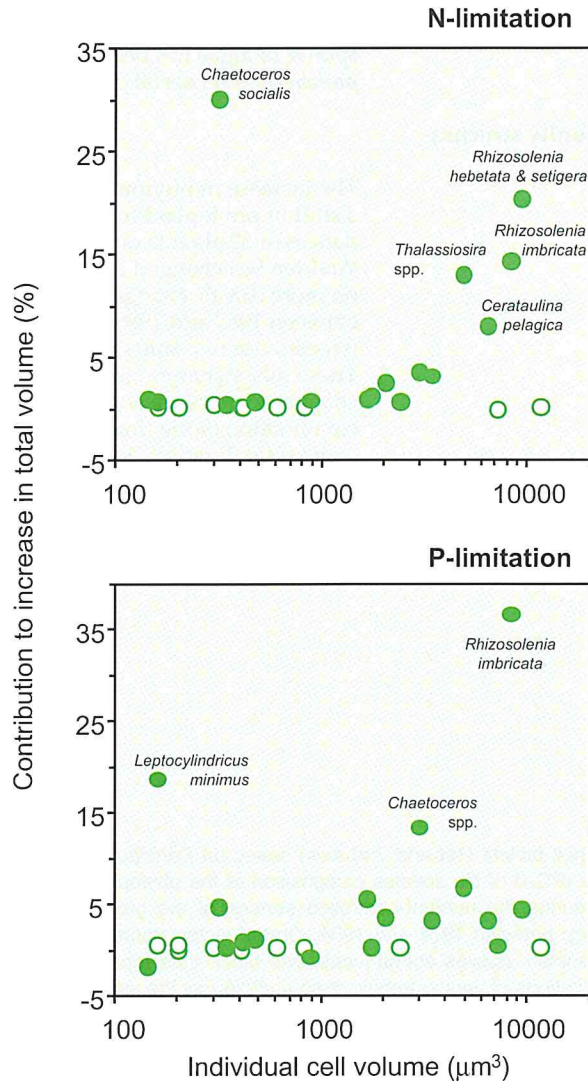 N-limitation
35
25
15
5
-5
100
1000
10000
Chaetoceros
socialis
Rhizosolenia
hebetata & setigera
Rhizosolenia
imbricata
Thalassiosira
spp.
Cerataulina
pelagica
Contribution to increase in total volume (%)
P-limitation
35
25
15
5
-5
100
1000
10000
Rhizosolenia
imbricata
Leptocylindricus
minimus
Chaetoceros
spp.
Individual cell volume (μm³)